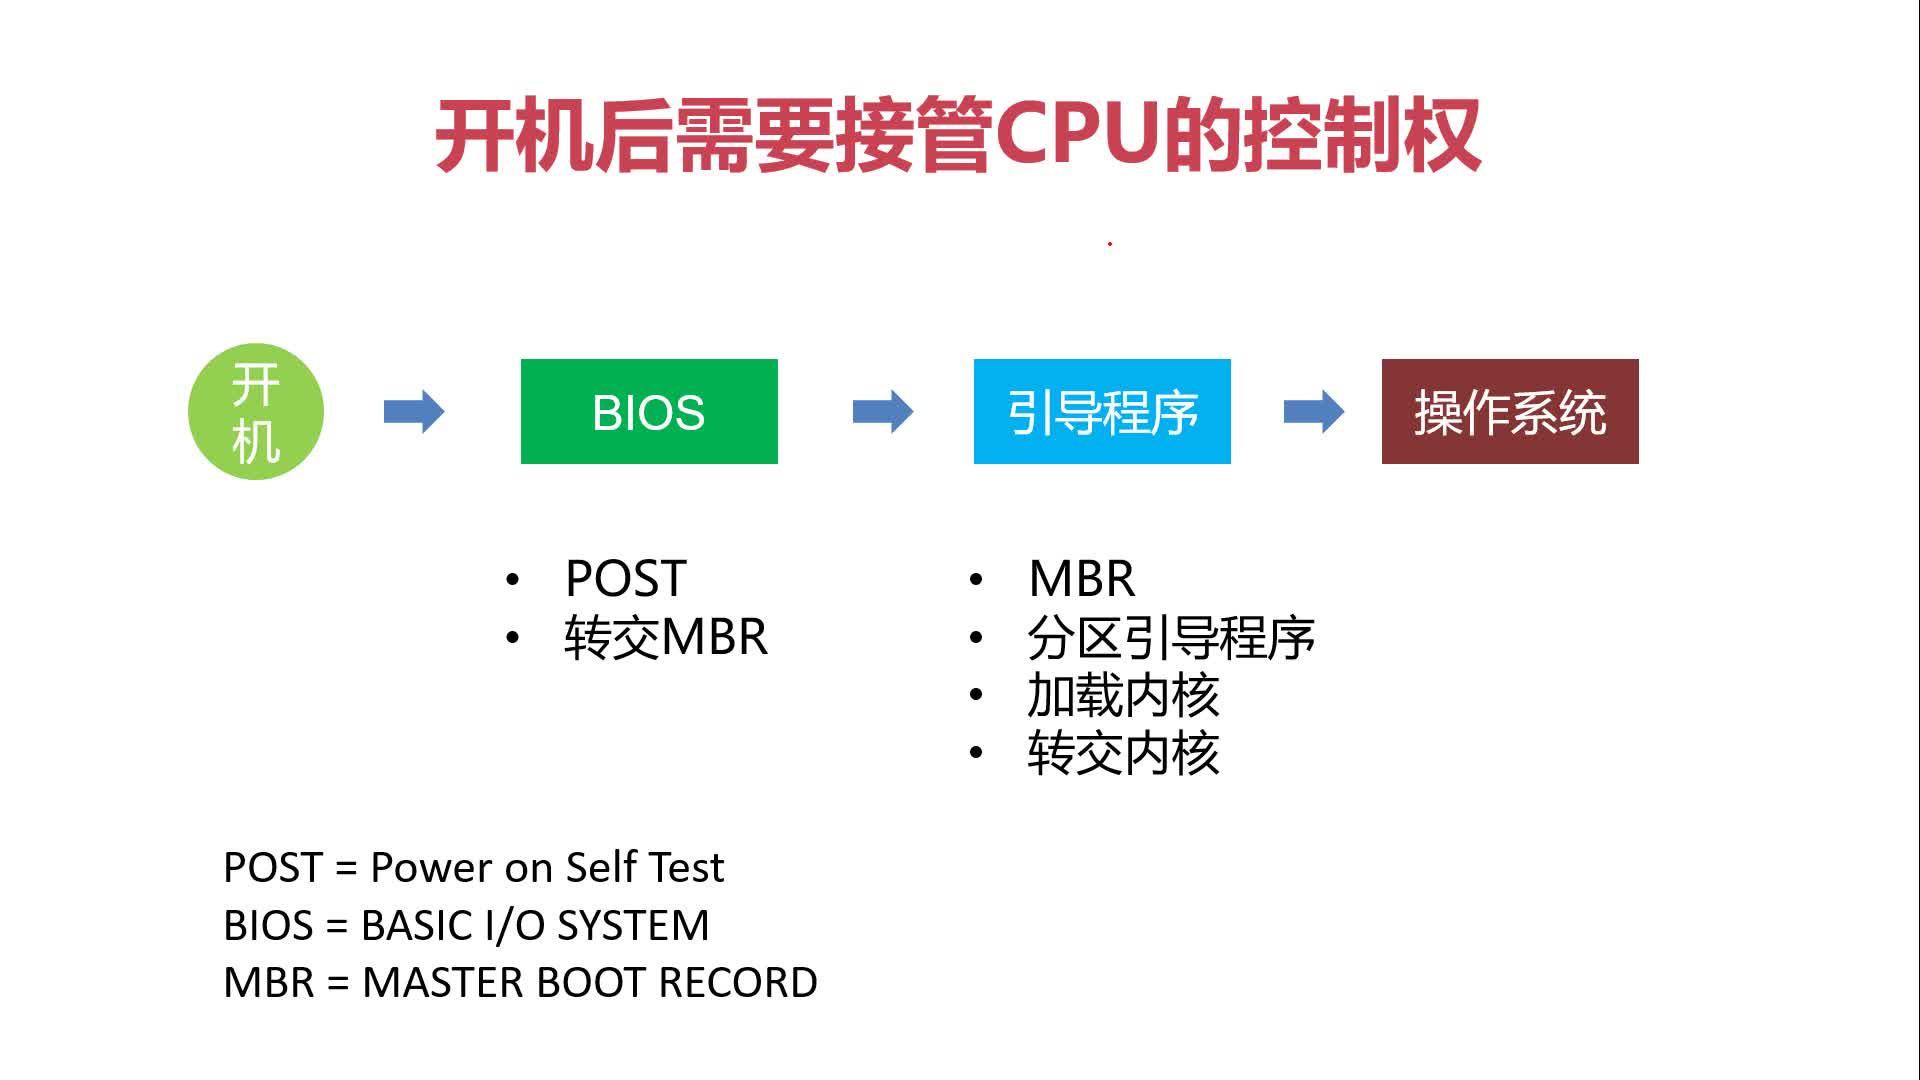 开机后需要接管CPU的控制权
开
机
BIOS
引导程序
操作系统
• POST
• 转交MBR
• MBR
• 分区引导程序
• 加载内核
• 转交内核
POST = Power on Self Test
BIOS = BASIC I/O SYSTEM
MBR = MASTER BOOT RECORD